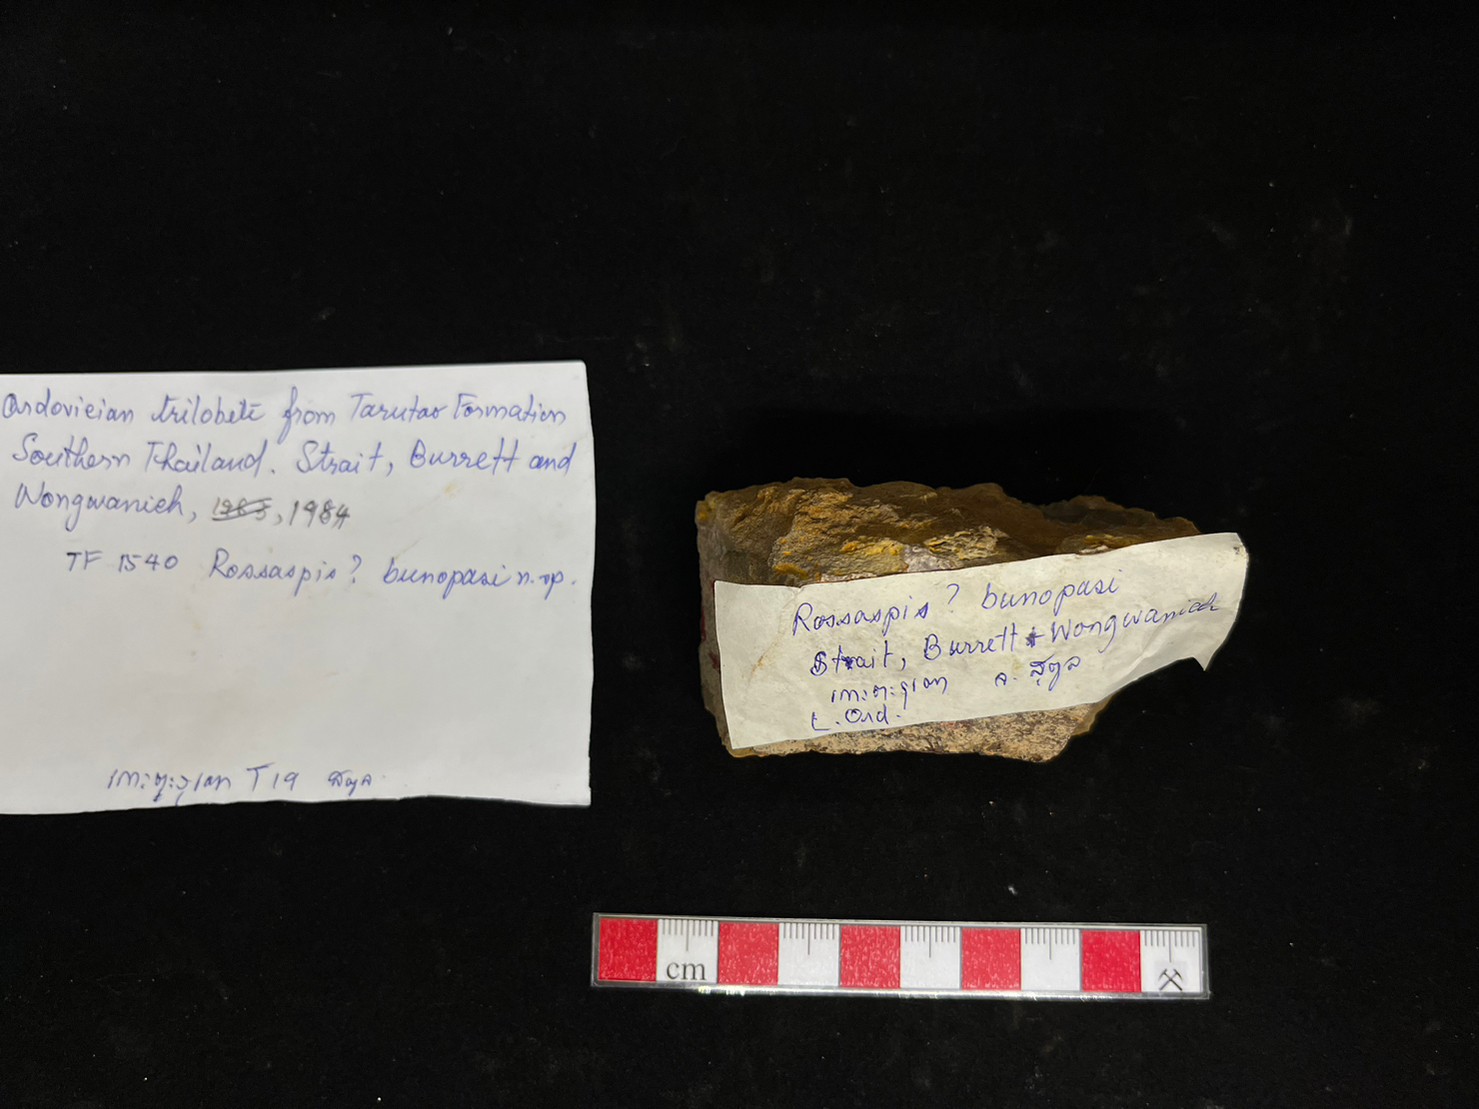 Ordovician trilobite from Tarutao Formation
Southern Thailand. Strait, Burrett and
Wongwanich, 1983, 1984
TF 1540 Rossaspis? bunopasi n.sp.
เกาะตะรุเตา T19 สตูล
Rossaspis? bunopasi
Strait, Burrett + Wongwanich
เกาะตะรุเตา จ. สตูล
L. Ord.
cm